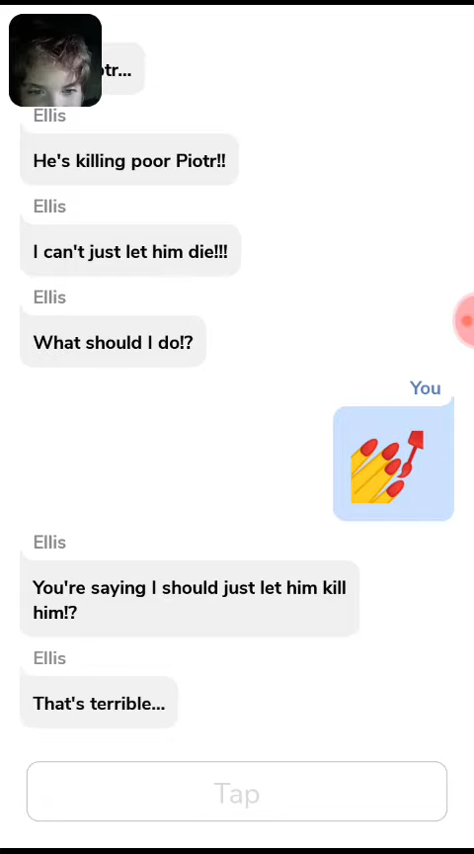 Ellis
He's killing poor Piotr!!
Ellis
I can't just let him die!!!
Ellis
What should I do!?
You
Ellis
You're saying I should just let him kill
him!?
Ellis
That's terrible...
Tap